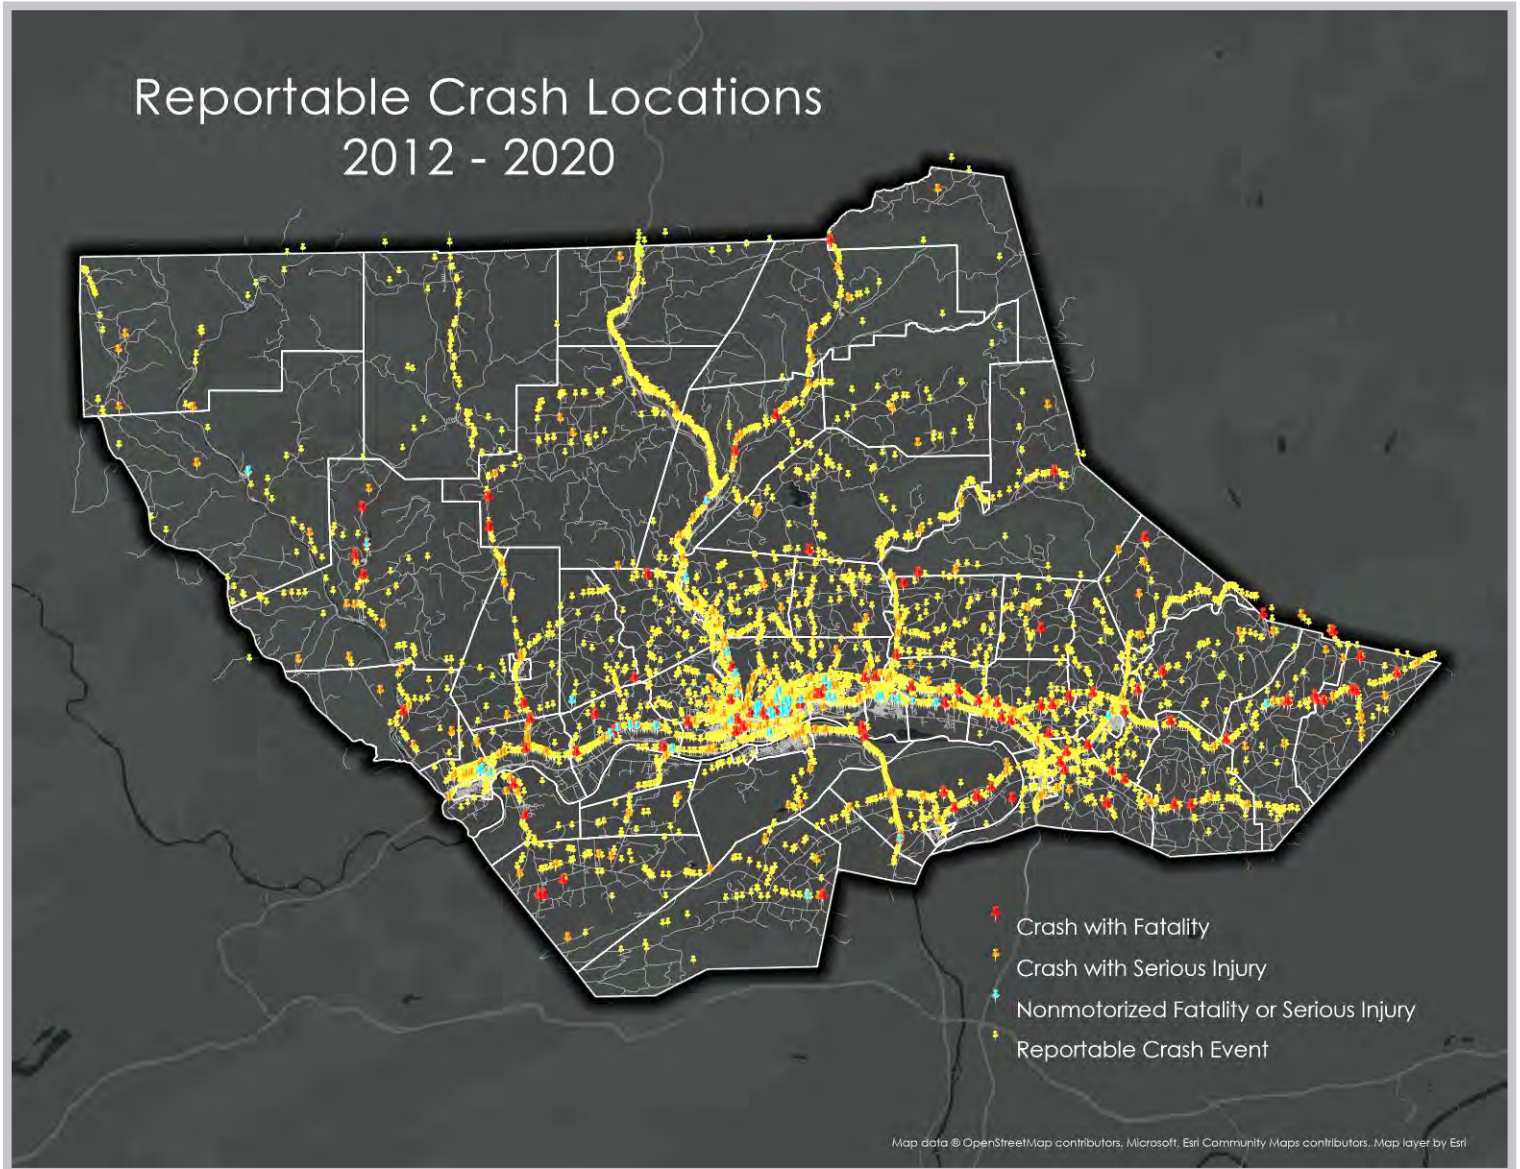 Reportable Crash Locations
2012 - 2020
Crash with Fatality
Crash with Serious Injury
Nonmotorized Fatality or Serious Injury
Reportable Crash Event
Map data © OpenStreetMap contributors, Microsoft, Esri Community Maps contributors. Map layer by Esri